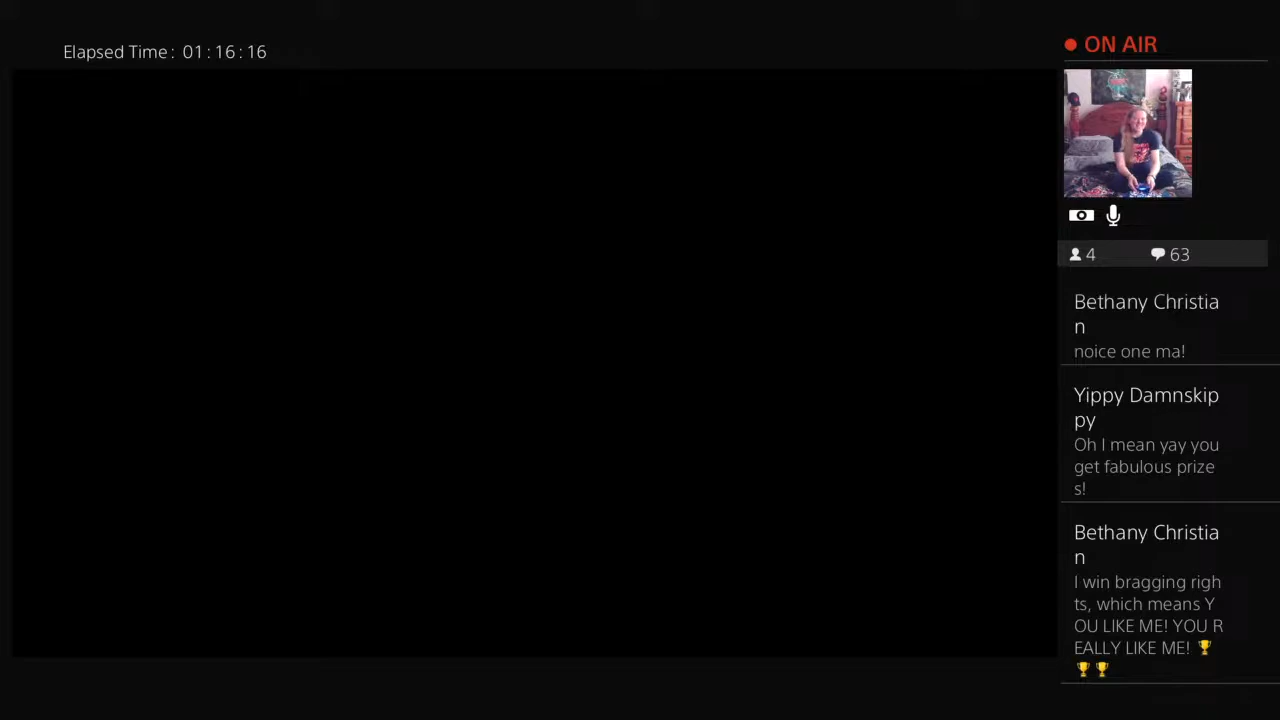 Elapsed Time: 01:16:16
ON AIR
4 63
Bethany Christia
n
noice one ma!
Yippy Damnskip
py
Oh I mean yay you
get fabulous prize
s!
Bethany Christia
n
I win bragging righ
ts, which means Y
OU LIKE ME! YOU R
EALLY LIKE ME! 🏆
🏆🏆